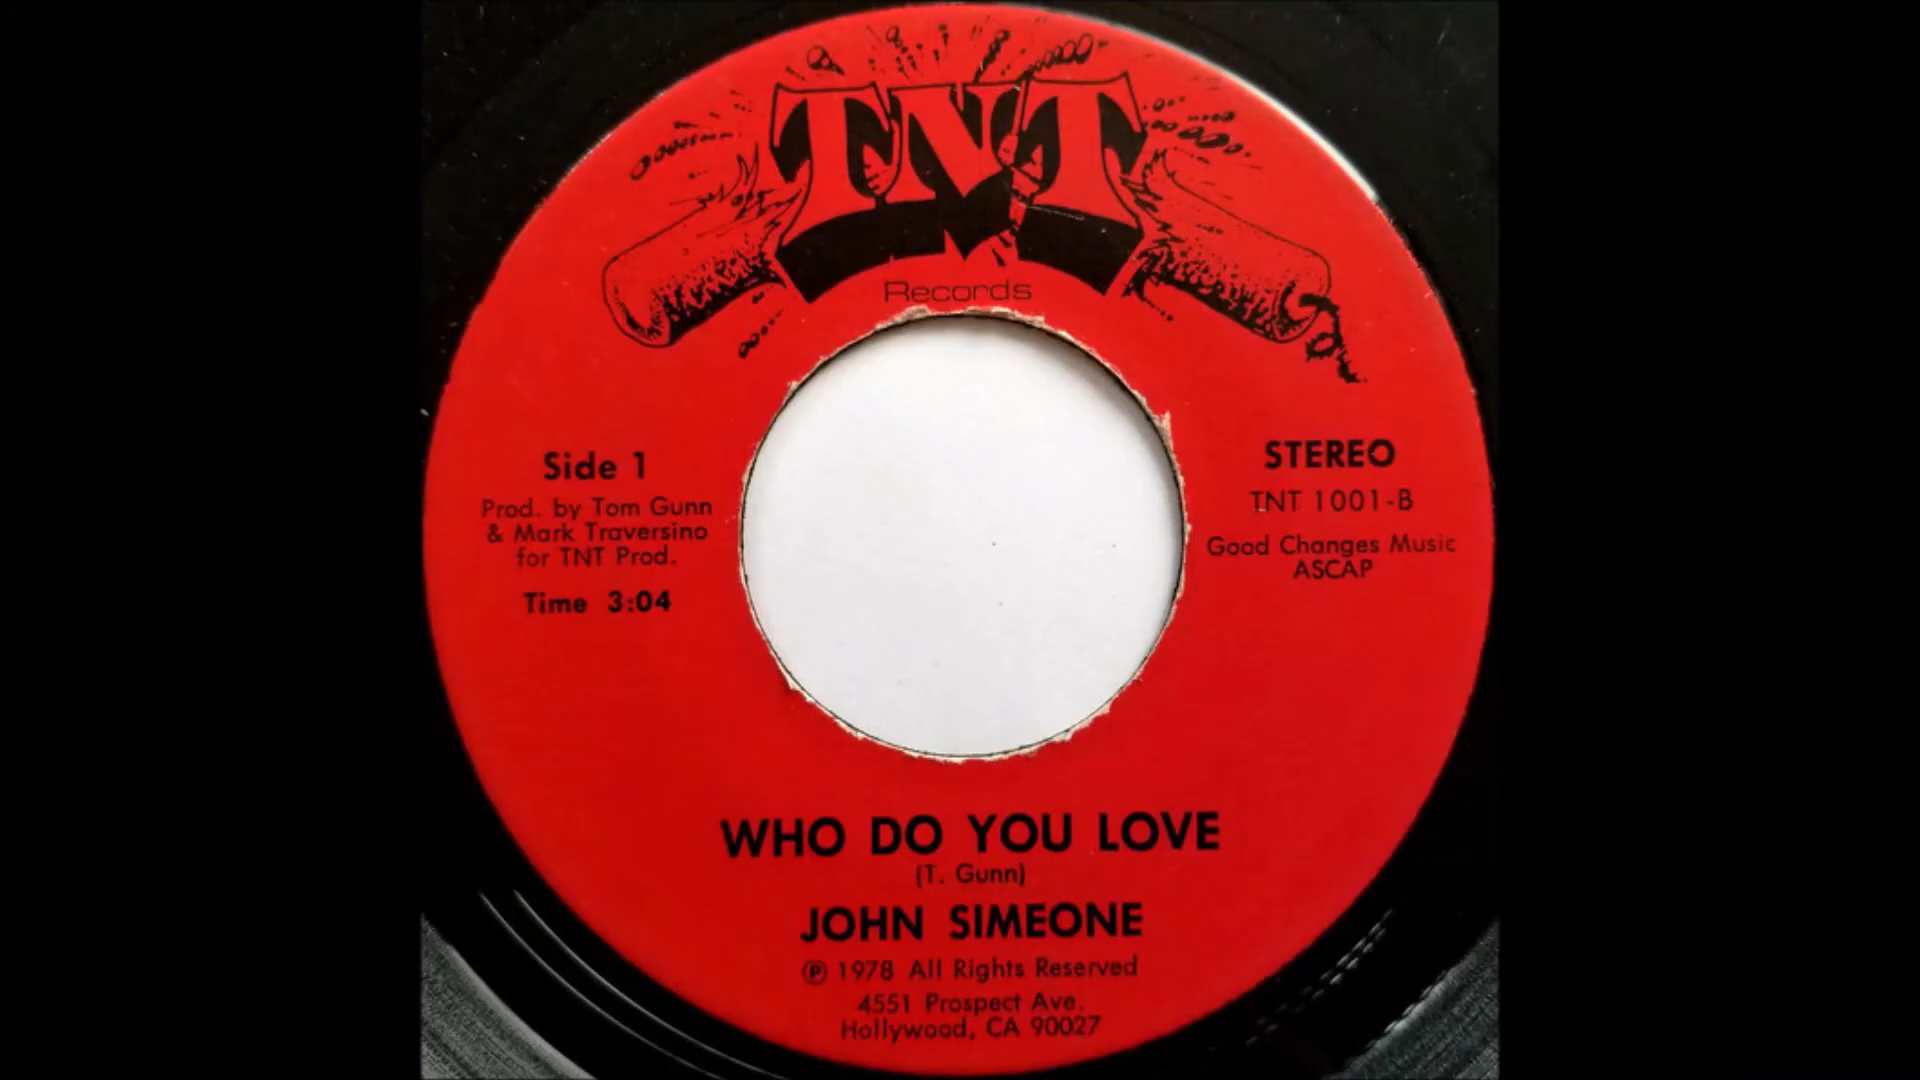 TNT
Records
Side 1
Prod. by Tom Gunn
& Mark Traversino
for TNT Prod.
Time 3:04
STEREO
TNT 1001-B
Good Changes Music
ASCAP
WHO DO YOU LOVE
(T. Gunn)
JOHN SIMEONE
Ⓟ 1978 All Rights Reserved
4551 Prospect Ave.
Hollywood, CA 90027